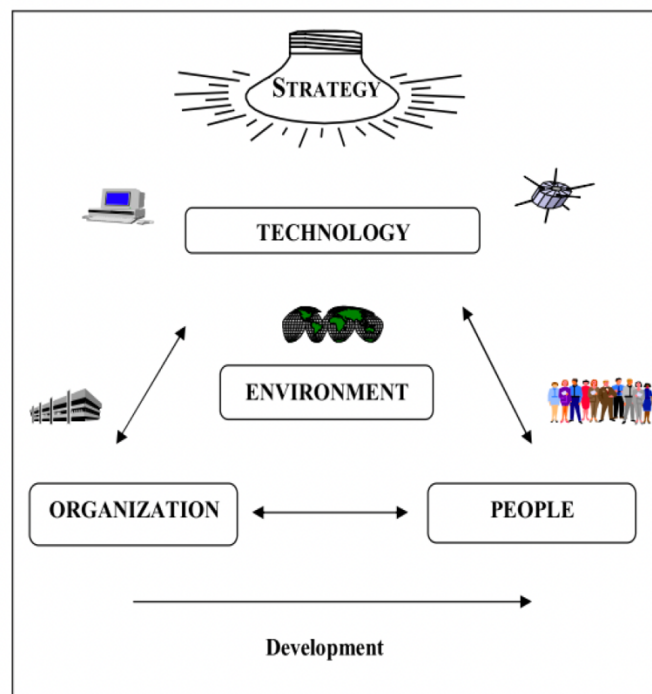 STRATEGY
TECHNOLOGY
ENVIRONMENT
ORGANIZATION
PEOPLE
Development